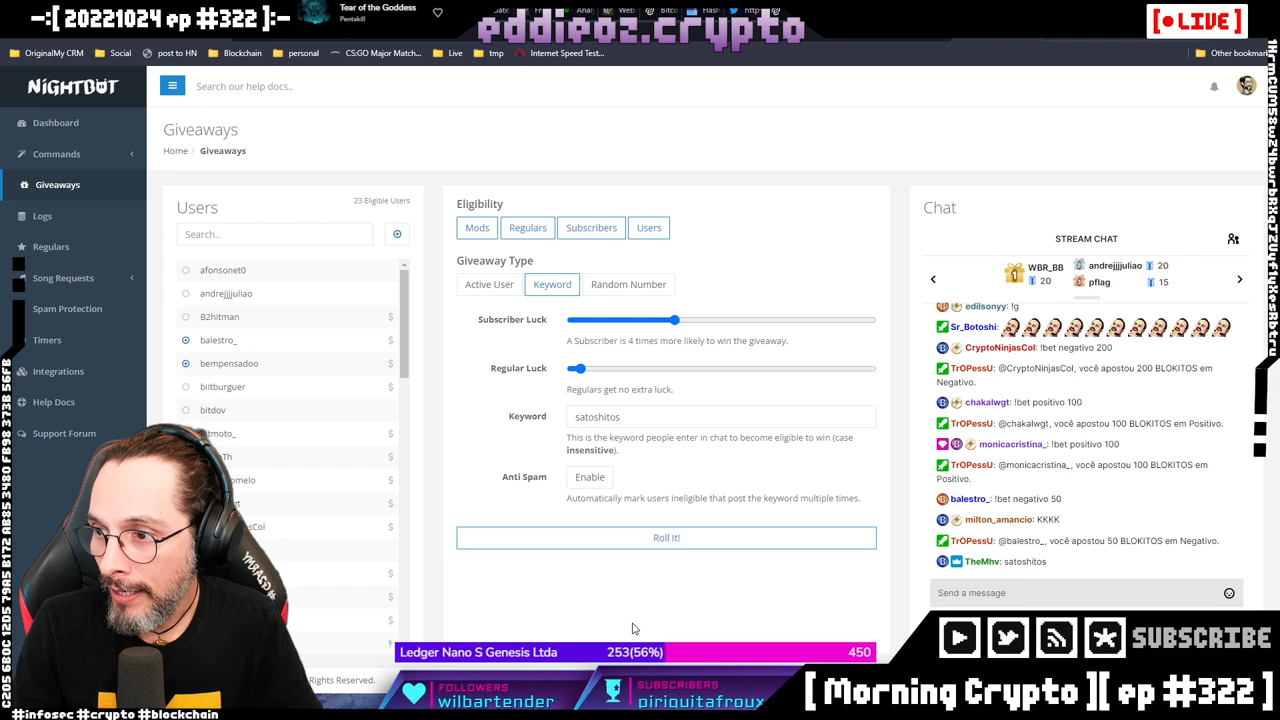 -:[ 20221024 ep #322 ]:-
Tear of the Goddess
Pentakill
eddieoz.crypto
[ LIVE ]
OriginalMy CRM
Social
post to HN
Blockchain
personal
CS:GO Major Match...
Live
tmp
Internet Speed Test...
Other bookmar
NiGHTBOT
Search our help docs..
Dashboard
Commands
Giveaways
Logs
Regulars
Song Requests
Spam Protection
Timers
Integrations
Help Docs
Support Forum
Giveaways
Home / Giveaways
Users
23 Eligible Users
Search..
afonsonet0
andrejjjjuliao
B2hitman $
balestro_ $
bempensadoo $
biitburguer $
bitdov $
Rights Reserved.
Eligibility
Mods Regulars Subscribers Users
Giveaway Type
Active User Keyword Random Number
Subscriber Luck
A Subscriber is 4 times more likely to win the giveaway.
Regular Luck
Regulars get no extra luck.
Keyword satoshitos
This is the keyword people enter in chat to become eligible to win (case
insensitive).
Anti Spam Enable
Automatically mark users ineligible that post the keyword multiple times.
Roll It!
Chat
STREAM CHAT
1 WBR_BB 20
andrejjjjuliao 20
pflag 15
edilsonyy: !g
Sr_Botoshi:
CryptoNinjasCol: !bet negativo 200
TrOPessU: @CryptoNinjasCol, você apostou 200 BLOKITOS em
Negativo.
chakalwgt: !bet positivo 100
TrOPessU: @chakalwgt, você apostou 100 BLOKITOS em Positivo.
monicacristina_: !bet positivo 100
TrOPessU: @monicacristina_, você apostou 100 BLOKITOS em
Positivo.
balestro_: !bet negativo 50
milton_amancio: KKKK
TrOPessU: @balestro_, você apostou 50 BLOKITOS em Negativo.
TheMhv: satoshitos
Send a message
Ledger Nano S Genesis Ltda 253(56%) 450
FOLLOWERS
wilbartender
SUBSCRIBERS
piriquitafroux
SUBSCRIBE
[ Morning Crypto ][ ep #322 ]
#infosec #crypto #blockchain